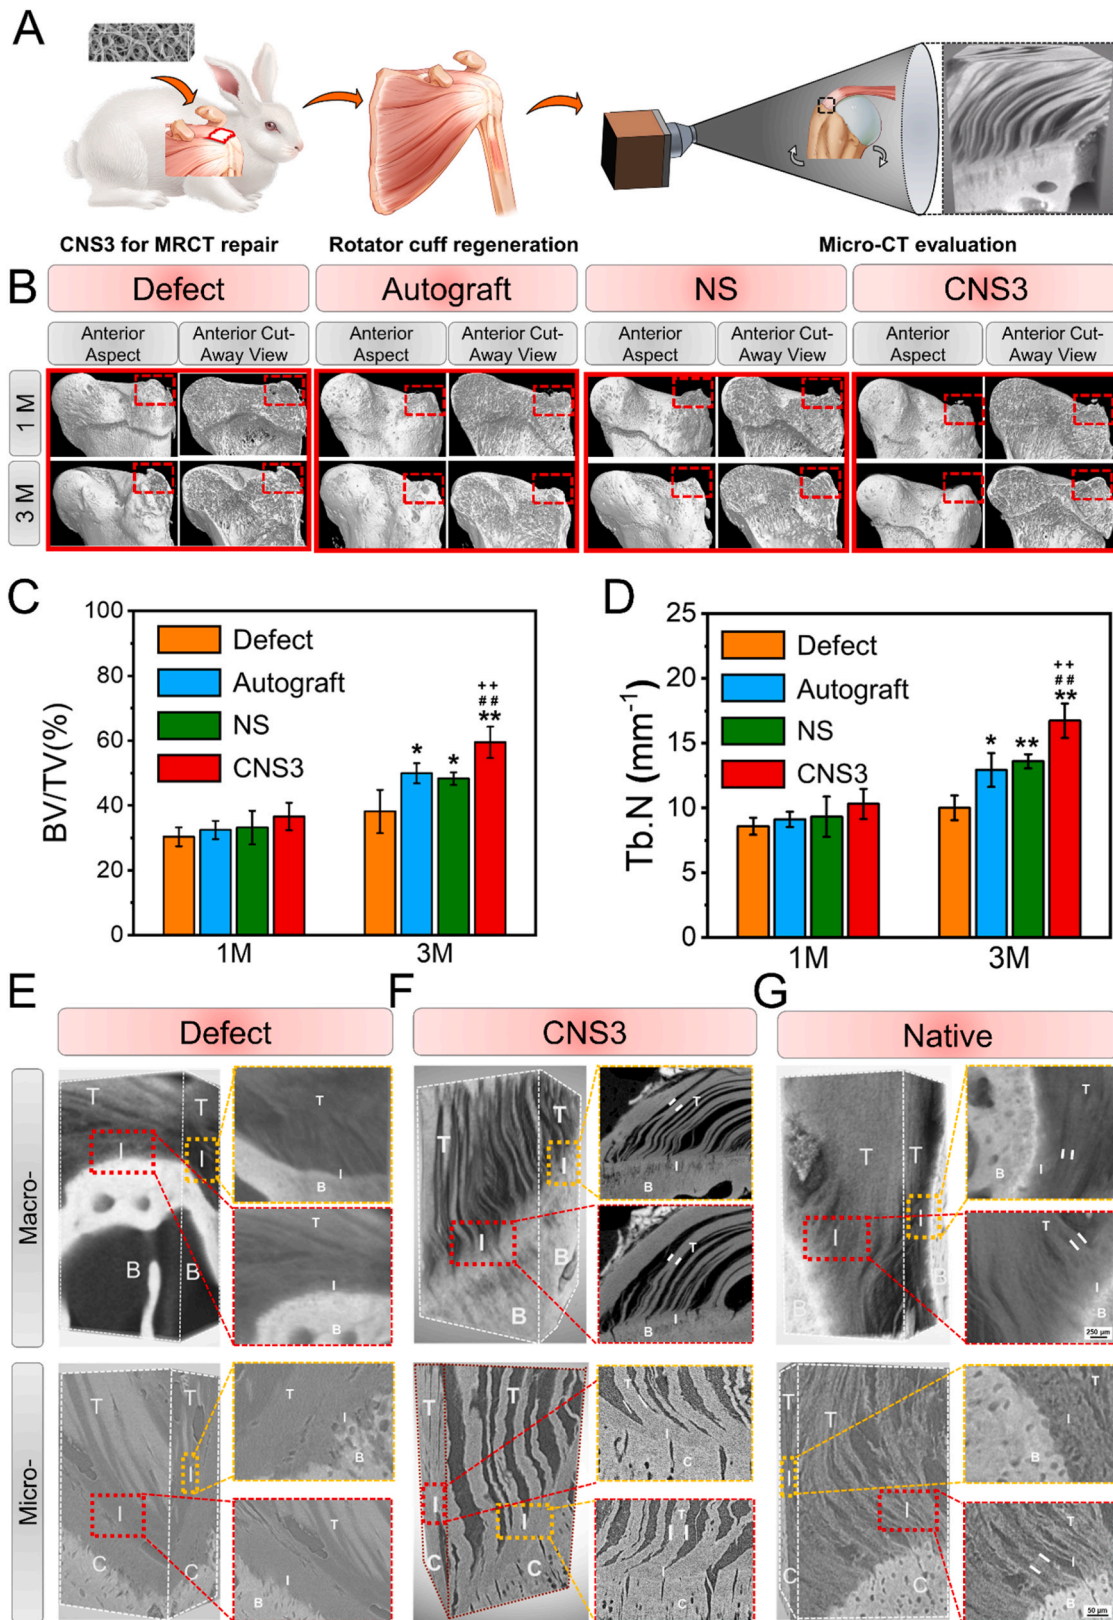 A
CNS3 for MRCT repair
Rotator cuff regeneration
Micro-CT evaluation
B
Defect
Autograft
NS
CNS3
Anterior Aspect
Anterior Cut-Away View
Anterior Aspect
Anterior Cut-Away View
Anterior Aspect
Anterior Cut-Away View
Anterior Aspect
Anterior Cut-Away View
1 M
3 M
C
BV/TV(%)
100
80
60
40
20
0
Defect
Autograft
NS
CNS3
*
*
++
##
**
1M
3M
D
Tb.N (mm⁻¹)
25
20
15
10
5
0
Defect
Autograft
NS
CNS3
*
**
++
##
**
1M
3M
E
Defect
F
CNS3
G
Native
Macro-
T
T
I
I
B
B
T
I
B
T
I
B
T
T
I
I
B
B
T
I
B
T
I
B
T
T
I
I
B
B
T
I
B
T
I
B
250 µm
Micro-
T
T
I
I
C
C
T
I
B
T
I
B
T
T
I
I
C
C
T
I
C
T
I
C
T
T
I
I
C
C
T
I
B
T
I
B
50 µm